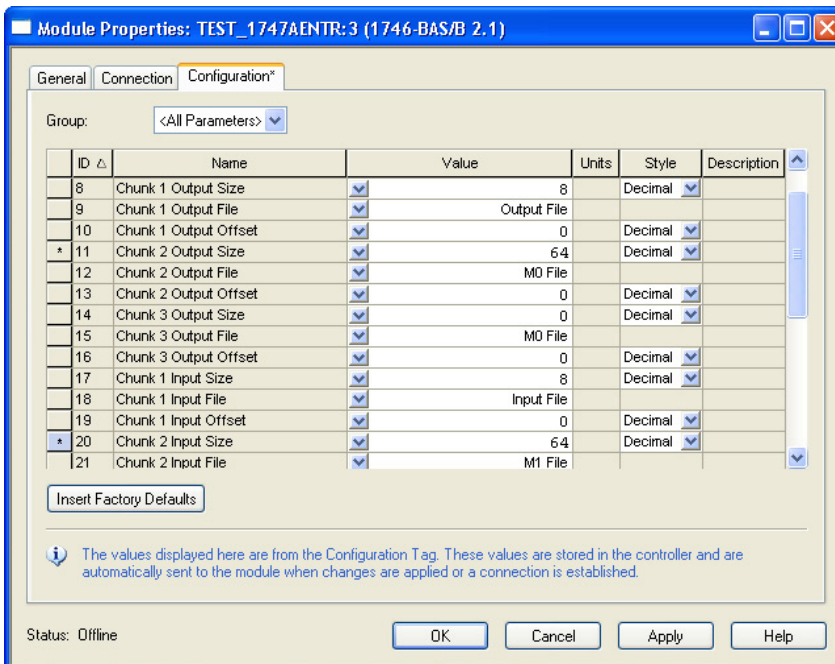 Module Properties: TEST_1747AENTR:3 (1746-BAS/B 2.1)
General Connection Configuration*
Group: <All Parameters>
ID Name Value Units Style Description
8 Chunk 1 Output Size 8 Decimal
9 Chunk 1 Output File Output File
10 Chunk 1 Output Offset 0 Decimal
* 11 Chunk 2 Output Size 64 Decimal
12 Chunk 2 Output File M0 File
13 Chunk 2 Output Offset 0 Decimal
14 Chunk 3 Output Size 0 Decimal
15 Chunk 3 Output File M0 File
16 Chunk 3 Output Offset 0 Decimal
17 Chunk 1 Input Size 8 Decimal
18 Chunk 1 Input File Input File
19 Chunk 1 Input Offset 0 Decimal
* 20 Chunk 2 Input Size 64 Decimal
21 Chunk 2 Input File M1 File
Insert Factory Defaults
The values displayed here are from the Configuration Tag. These values are stored in the controller and are
automatically sent to the module when changes are applied or a connection is established.
Status: Offline OK Cancel Apply Help